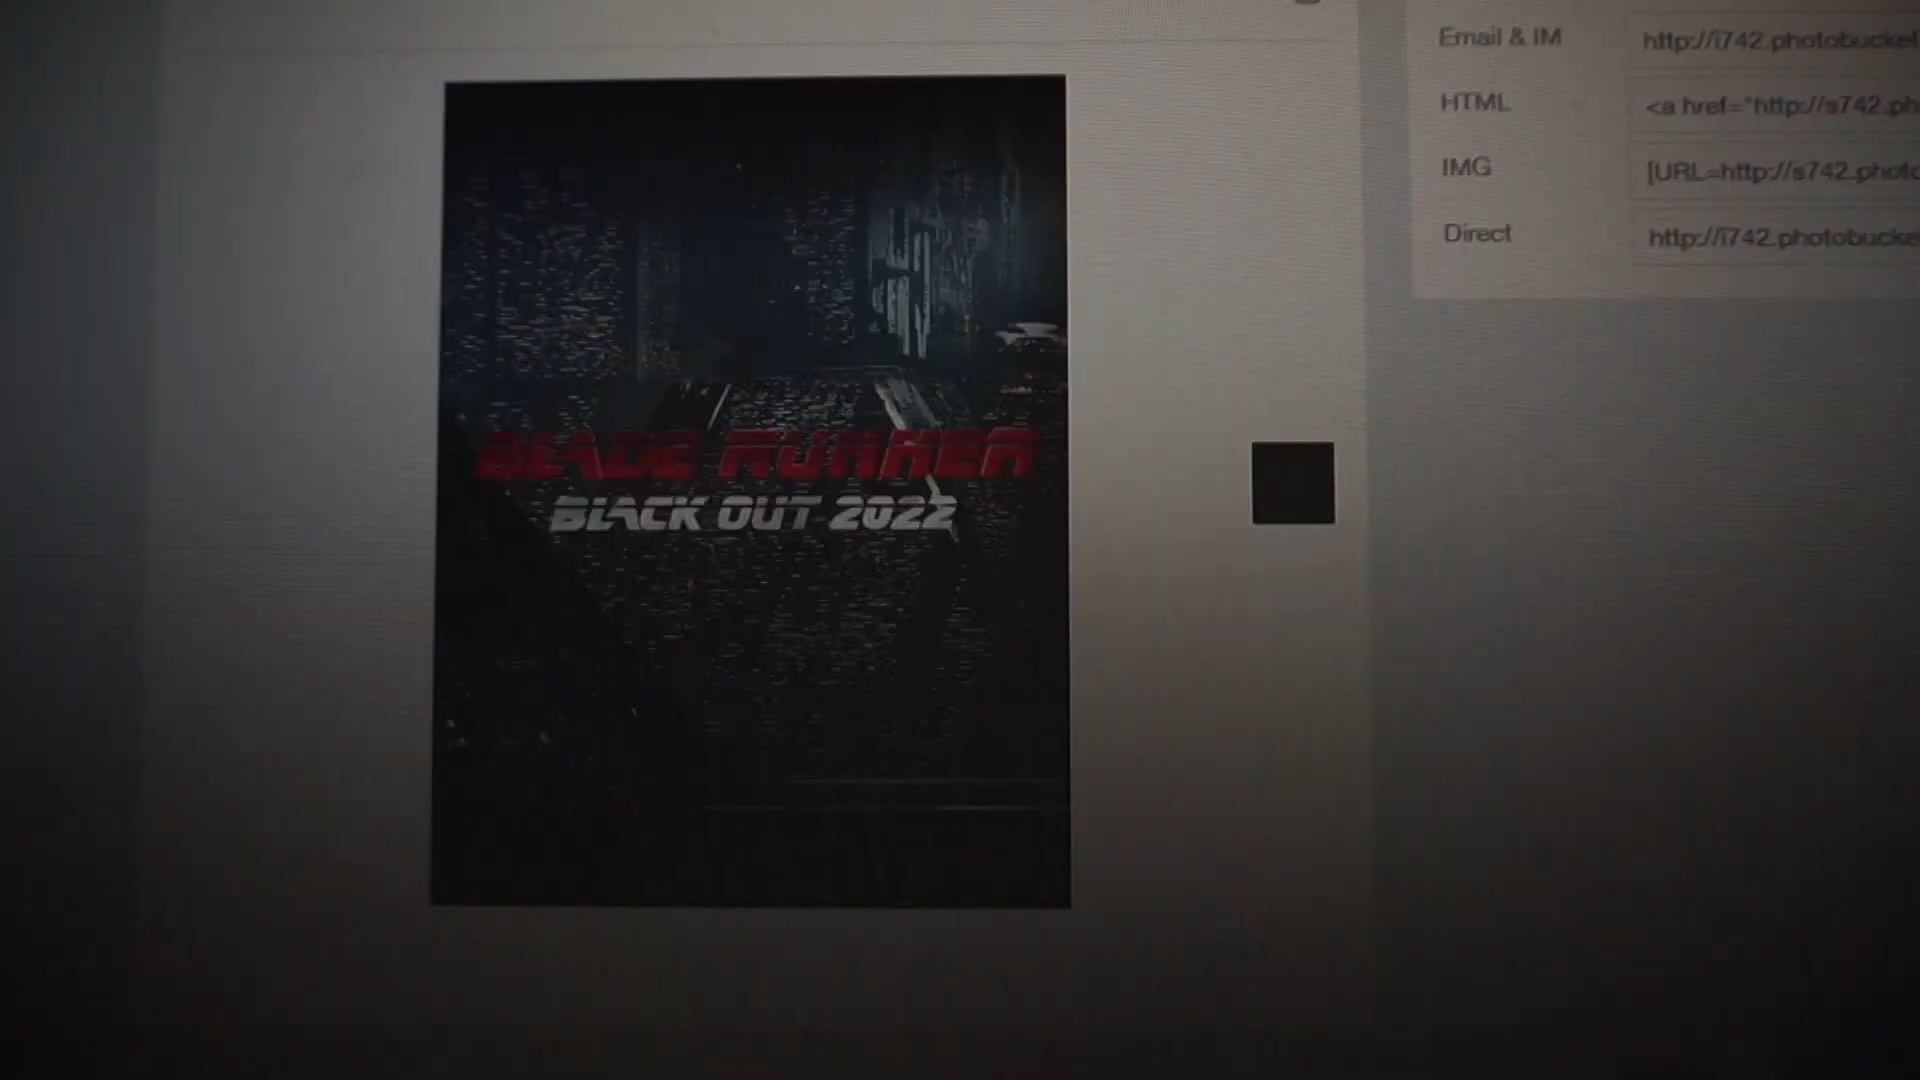 BLADE RUNNER
BLACK OUT 2022
Email & IM
http://i742.photobucket
HTML
<a href="http://s742.ph
IMG
[URL=http://s742.photo
Direct
http://i742.photobucke